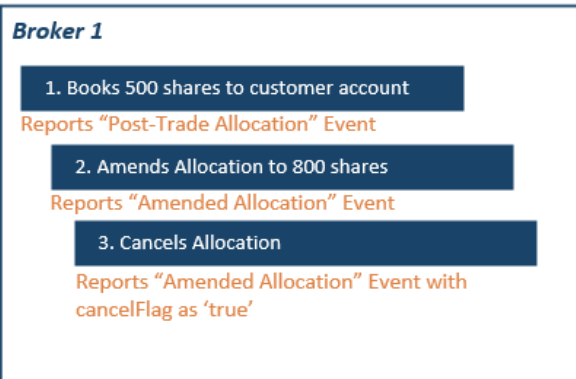 Broker 1
1. Books 500 shares to customer account
Reports “Post-Trade Allocation” Event
2. Amends Allocation to 800 shares
Reports “Amended Allocation” Event
3. Cancels Allocation
Reports “Amended Allocation” Event with
cancelFlag as ‘true’